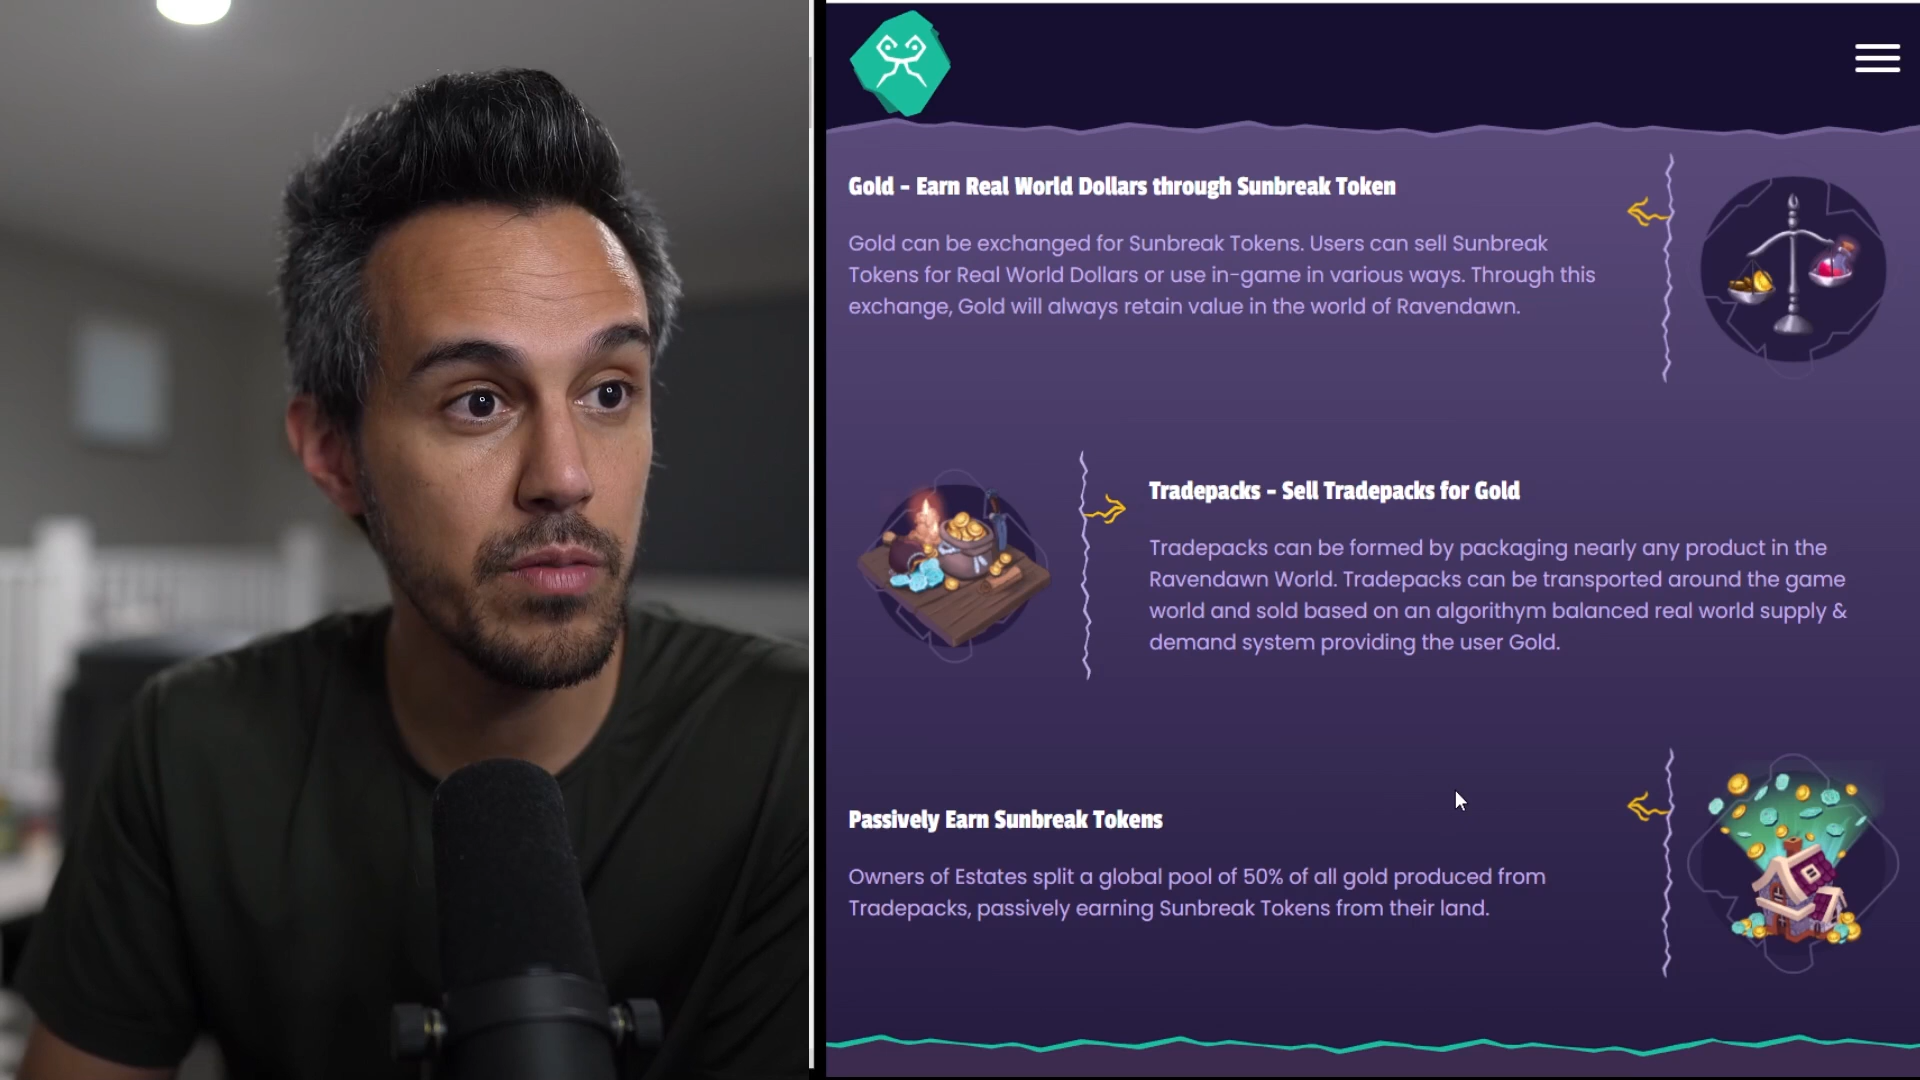 Gold - Earn Real World Dollars through Sunbreak Token
Gold can be exchanged for Sunbreak Tokens. Users can sell Sunbreak
Tokens for Real World Dollars or use in-game in various ways. Through this
exchange, Gold will always retain value in the world of Ravendawn.
Tradepacks - Sell Tradepacks for Gold
Tradepacks can be formed by packaging nearly any product in the
Ravendawn World. Tradepacks can be transported around the game
world and sold based on an algorithym balanced real world supply &
demand system providing the user Gold.
Passively Earn Sunbreak Tokens
Owners of Estates split a global pool of 50% of all gold produced from
Tradepacks, passively earning Sunbreak Tokens from their land.